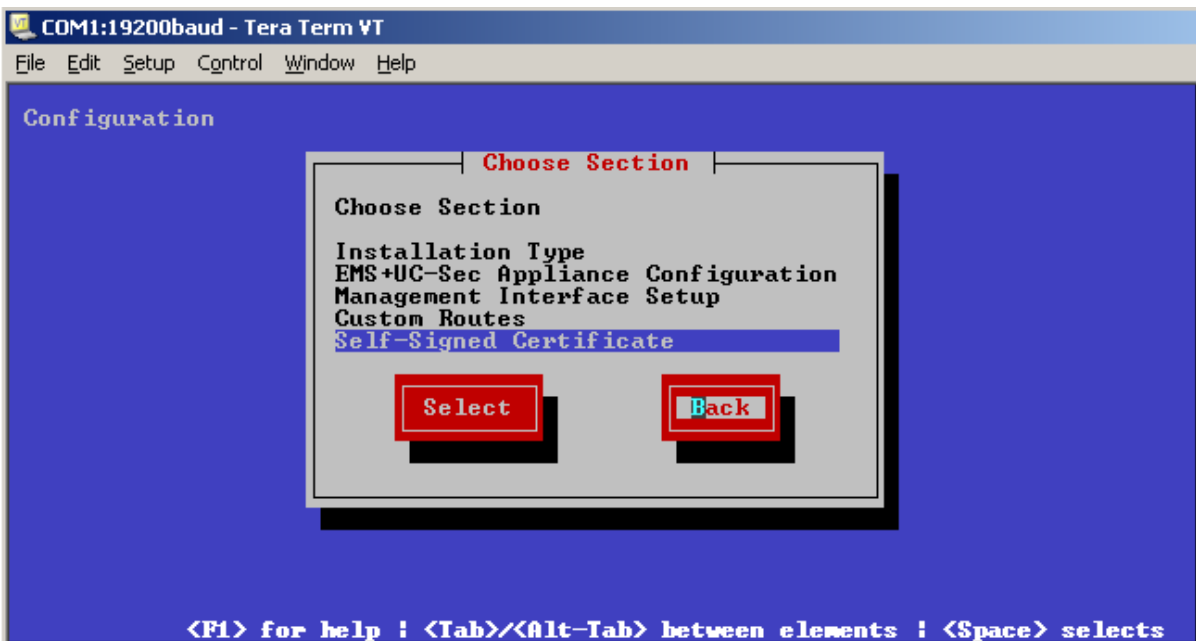 COM1:19200baud - Tera Term VT
File Edit Setup Control Window Help
Configuration
Choose Section
Choose Section
Installation Type
EMS+UC-Sec Appliance Configuration
Management Interface Setup
Custom Routes
Self-Signed Certificate
Select Back
<F1> for help ¦ <Tab>/<Alt-Tab> between elements ¦ <Space> selects